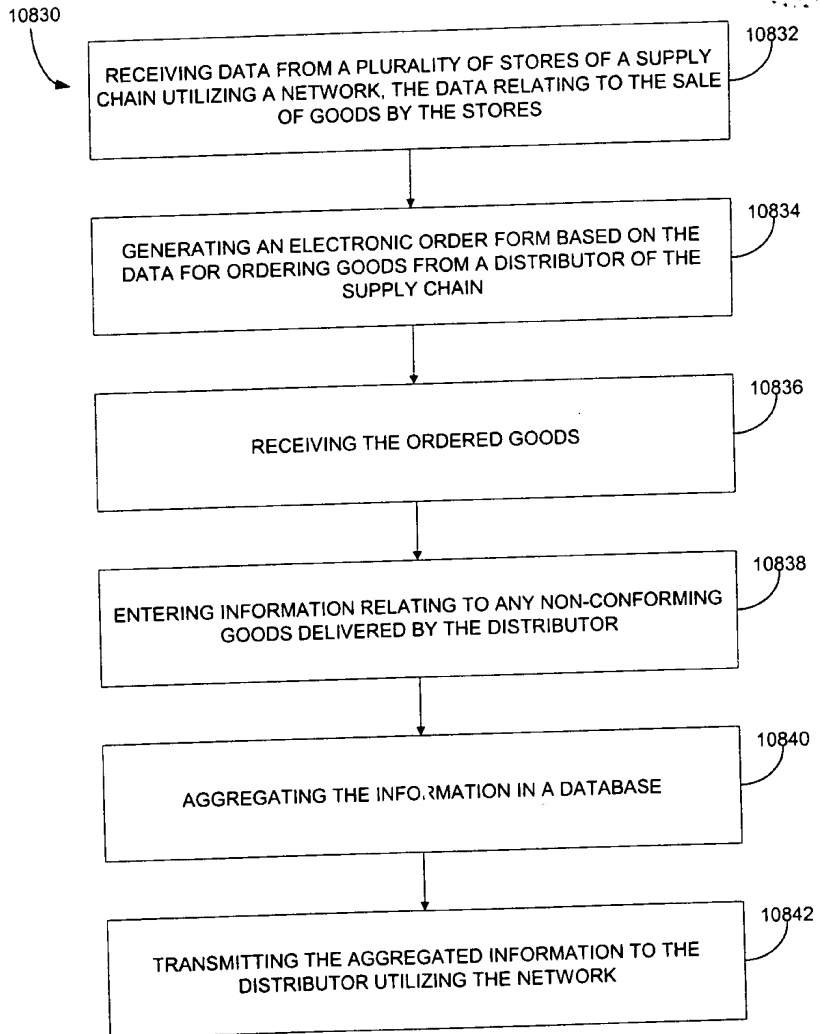 10830
10832
RECEIVING DATA FROM A PLURALITY OF STORES OF A SUPPLY
CHAIN UTILIZING A NETWORK, THE DATA RELATING TO THE SALE
OF GOODS BY THE STORES
10834
GENERATING AN ELECTRONIC ORDER FORM BASED ON THE
DATA FOR ORDERING GOODS FROM A DISTRIBUTOR OF THE
SUPPLY CHAIN
10836
RECEIVING THE ORDERED GOODS
10838
ENTERING INFORMATION RELATING TO ANY NON-CONFORMING
GOODS DELIVERED BY THE DISTRIBUTOR
10840
AGGREGATING THE INFORMATION IN A DATABASE
10842
TRANSMITTING THE AGGREGATED INFORMATION TO THE
DISTRIBUTOR UTILIZING THE NETWORK